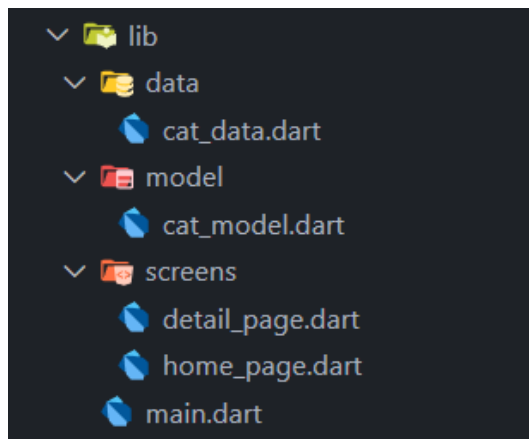 lib
data
cat_data.dart
model
cat_model.dart
screens
detail_page.dart
home_page.dart
main.dart